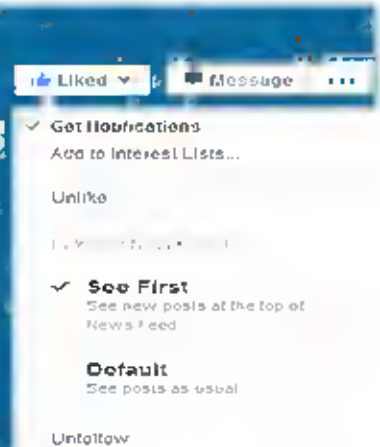 Liked
Message
Get Notifications
Add to Interest Lists...
Unlike
See First
See new posts at the top of
News Feed
Default
See posts as usual
Unfollow